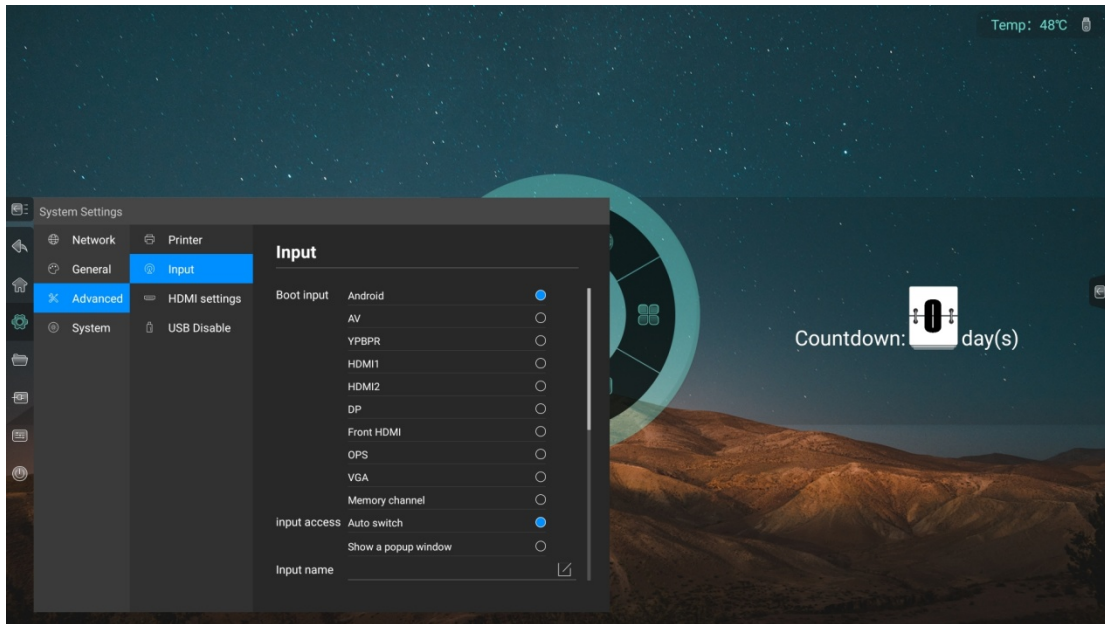 Temp: 48℃
System Settings
Network
General
Advanced
System
Printer
Input
HDMI settings
USB Disable
Input
Boot input Android
AV
YPBPR
HDMI1
HDMI2
DP
Front HDMI
OPS
VGA
Memory channel
input access Auto switch
Show a popup window
Input name
Countdown: 0 day(s)